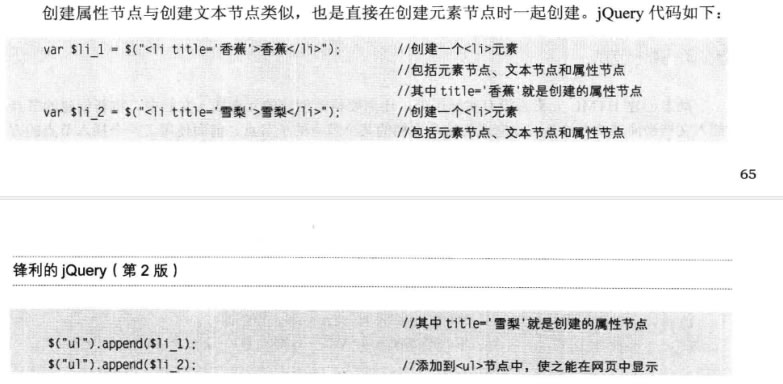 创建属性节点与创建文本节点类似，也是直接在创建元素节点时一起创建。jQuery 代码如下：
var $li_1 = $("<li title='香蕉'>香蕉</li>"); //创建一个<li>元素
//包括元素节点、文本节点和属性节点
//其中 title='香蕉'就是创建的属性节点
var $li_2 = $("<li title='雪梨'>雪梨</li>"); //创建一个<li>元素
//包括元素节点、文本节点和属性节点
65
锋利的 jQuery（第 2 版）
//其中 title='雪梨'就是创建的属性节点
$("ul").append($li_1);
$("ul").append($li_2); //添加到<ul>节点中，使之能在网页中显示